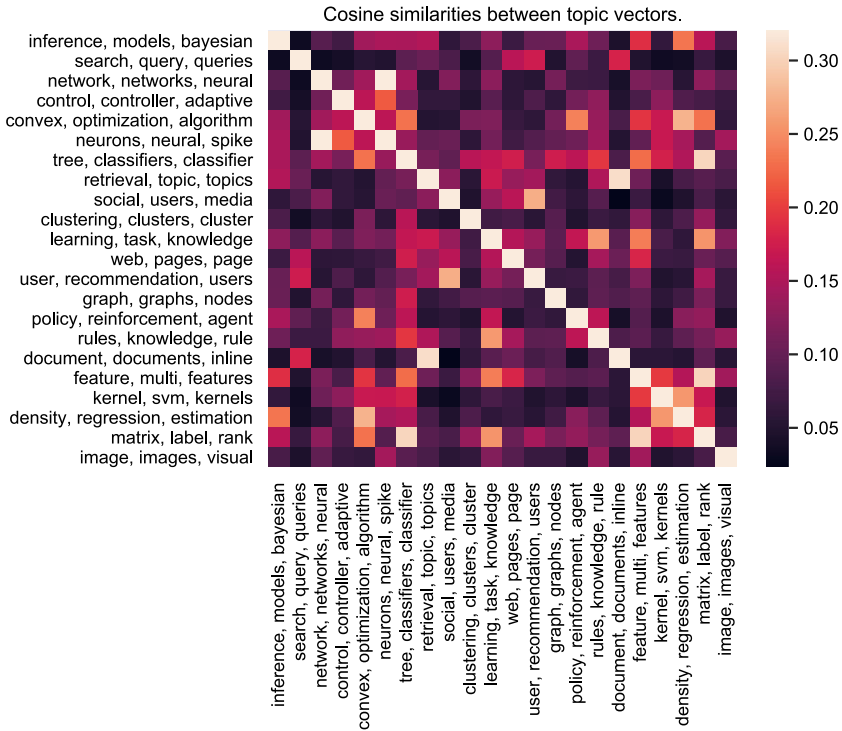 Cosine similarities between topic vectors.
inference, models, bayesian
search, query, queries
network, networks, neural
control, controller, adaptive
convex, optimization, algorithm
neurons, neural, spike
tree, classifiers, classifier
retrieval, topic, topics
social, users, media
clustering, clusters, cluster
learning, task, knowledge
web, pages, page
user, recommendation, users
graph, graphs, nodes
policy, reinforcement, agent
rules, knowledge, rule
document, documents, inline
feature, multi, features
kernel, svm, kernels
density, regression, estimation
matrix, label, rank
image, images, visual
0.30
0.25
0.20
0.15
0.10
0.05
inference, models, bayesian
search, query, queries
network, networks, neural
control, controller, adaptive
convex, optimization, algorithm
neurons, neural, spike
tree, classifiers, classifier
retrieval, topic, topics
social, users, media
clustering, clusters, cluster
learning, task, knowledge
web, pages, page
user, recommendation, users
graph, graphs, nodes
policy, reinforcement, agent
rules, knowledge, rule
document, documents, inline
feature, multi, features
kernel, svm, kernels
density, regression, estimation
matrix, label, rank
image, images, visual